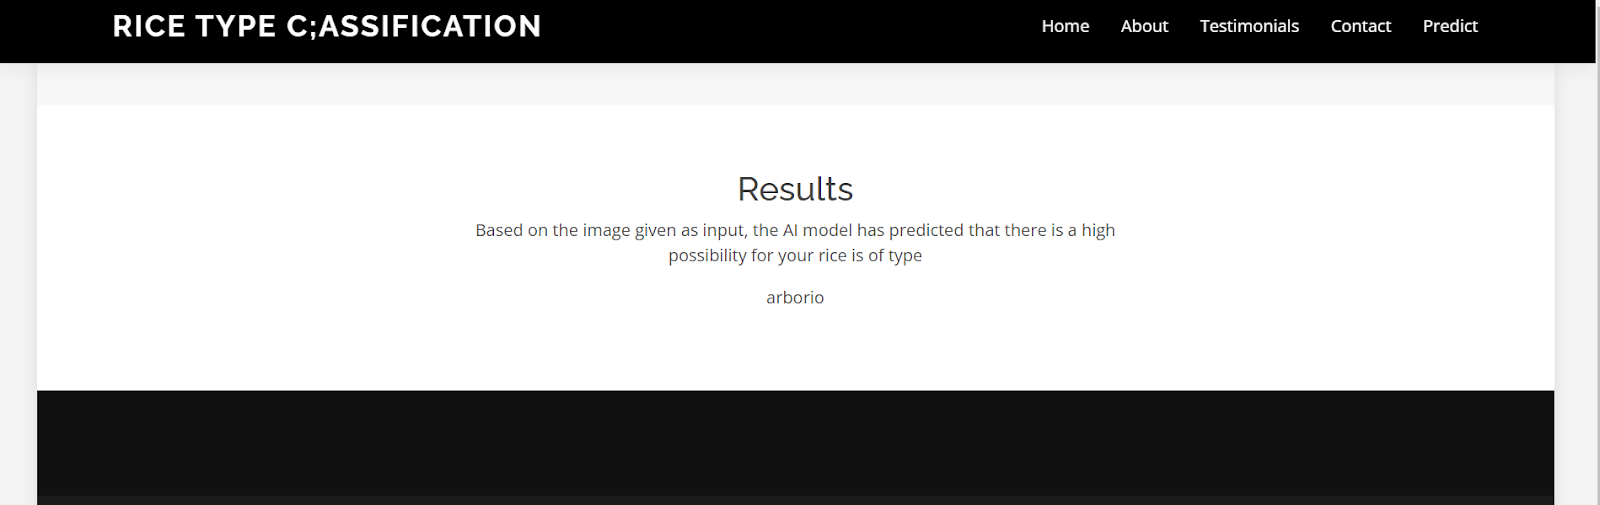 RICE TYPE C;ASSIFICATION
Home About Testimonials Contact Predict
Results
Based on the image given as input, the AI model has predicted that there is a high
possibility for your rice is of type
arborio